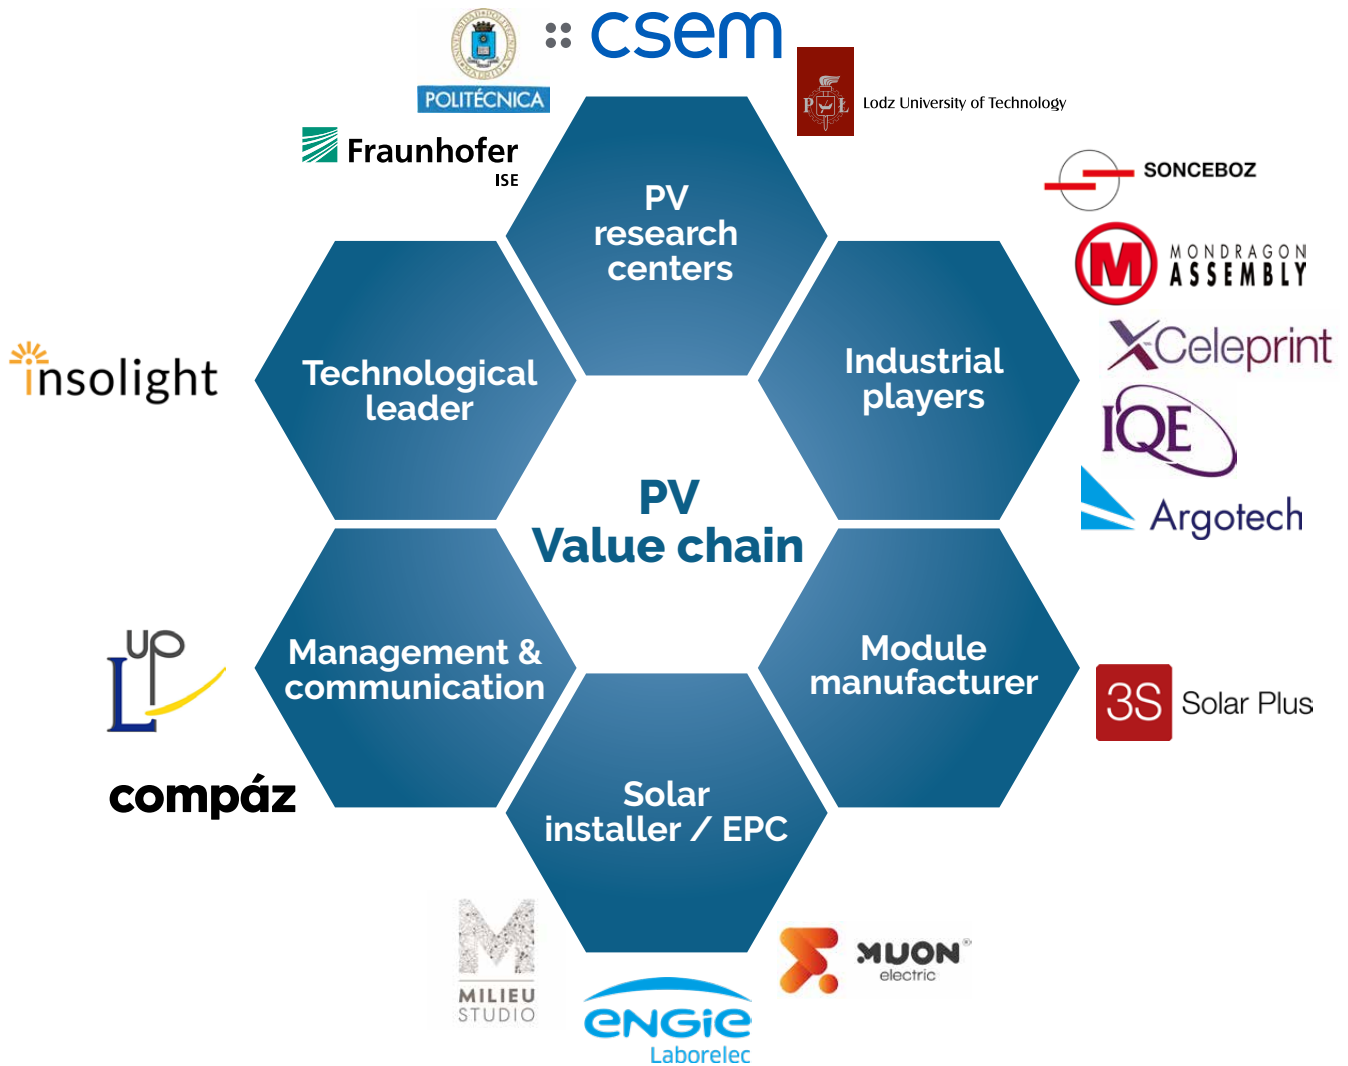 csem
POLITÉCNICA
Fraunhofer
ISE
P Ł
Lodz University of Technology
PV
research
centers
SONCEBOZ
M MONDRAGON
ASSEMBLY
X-Celeprint
IQE
Argotech
Industrial
players
insolight
Technological
leader
PV
Value chain
Management &
communication
Module
manufacturer
L up
compáz
3S Solar Plus
Solar
installer / EPC
M
MILIEU
STUDIO
ENGIE
Laborelec
MUON®
electric